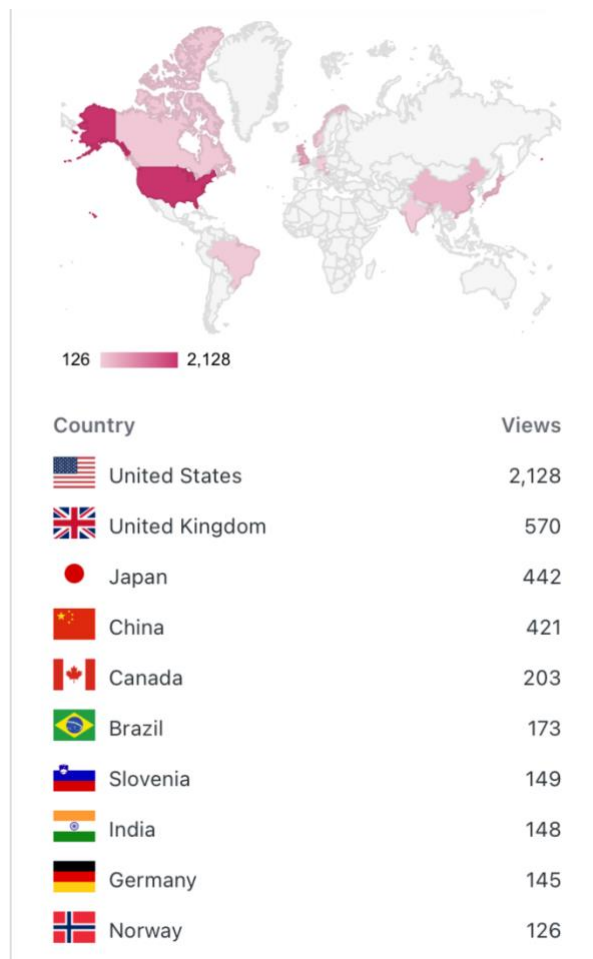 126 2,128
Country Views
United States 2,128
United Kingdom 570
Japan 442
China 421
Canada 203
Brazil 173
Slovenia 149
India 148
Germany 145
Norway 126